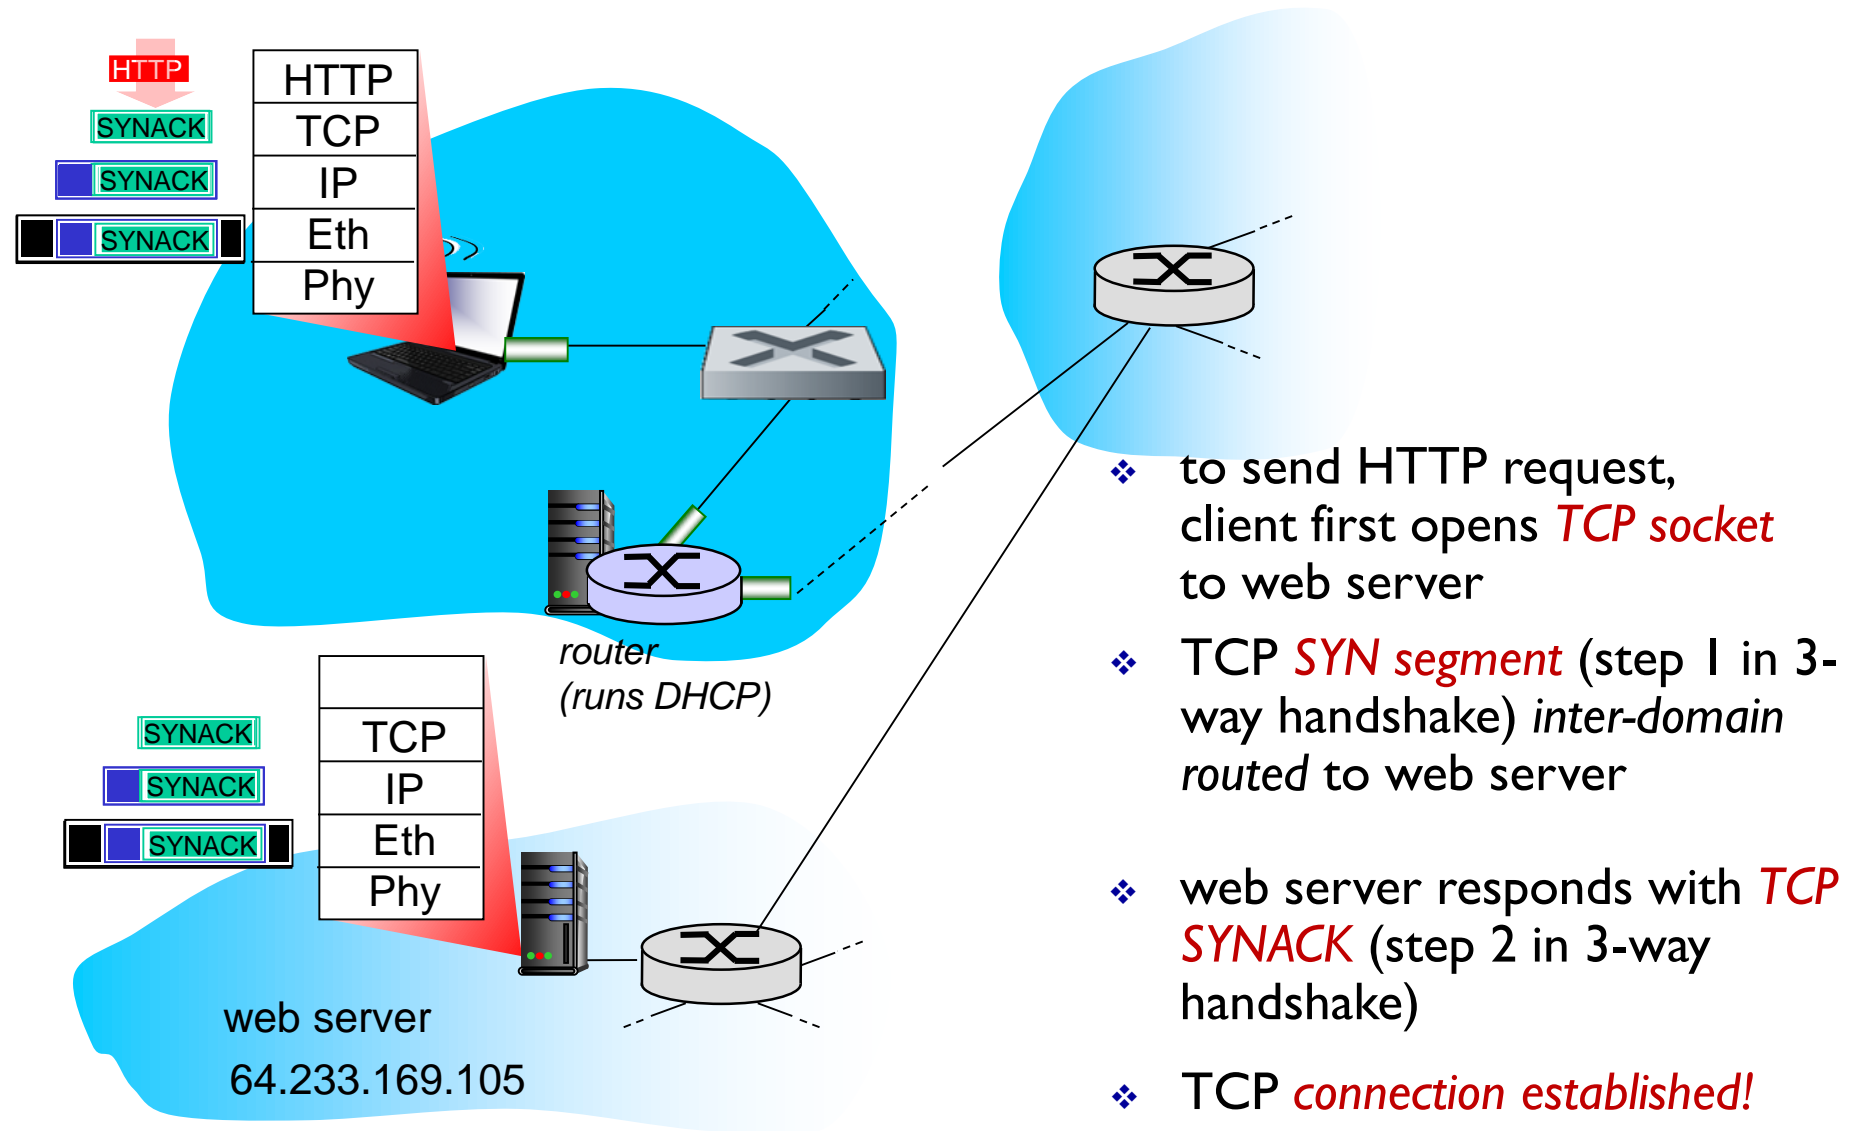 HTTP
SYNACK
SYNACK
SYNACK
HTTP
TCP
IP
Eth
Phy
router
(runs DHCP)
SYNACK
SYNACK
SYNACK
TCP
IP
Eth
Phy
web server
64.233.169.105
to send HTTP request,
client first opens TCP socket
to web server
TCP SYN segment (step 1 in 3-
way handshake) inter-domain
routed to web server
web server responds with TCP
SYNACK (step 2 in 3-way
handshake)
TCP connection established!